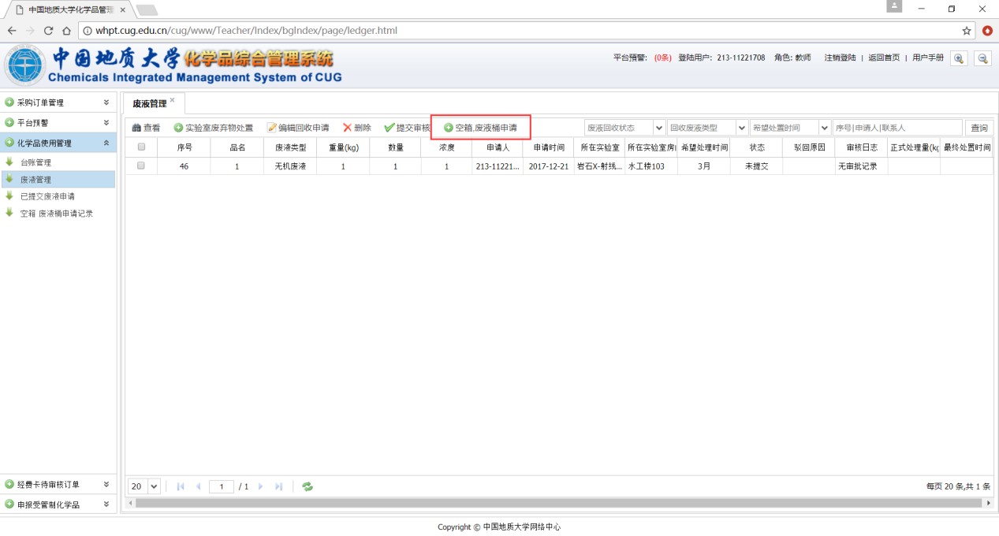 中国地质大学化学品管理
whpt.cug.edu.cn/cug/www/Teacher/Index/bgIndex/page/ledger.html
中国地质大学化学品综合管理系统
Chemicals Integrated Management System of CUG
平台预警: (0条) 登陆用户: 213-11221708 角色: 教师 注销登陆 | 返回首页 | 用户手册
采购订单管理
平台预警
化学品使用管理
台账管理
废液管理
已提交废液申请
空箱 废液桶申请记录
经费卡待审核订单
申报受管制化学品
废液管理
查看 实验室废弃物处置 编辑回收申请 删除 提交审核 空箱,废液桶申请 废液回收状态 回收废液类型 希望处置时间 序号|申请人|联系人 查询
序号 品名 废液类型 重量(kg) 数量 浓度 申请人 申请时间 所在实验室 所在实验室房间 希望处理时间 状态 驳回原因 审核日志 正式处理量(kg 最终处置时间
46 1 无机废液 1 1 1 213-11221... 2017-12-21 岩石X-射线... 水工楼103 3月 未提交 无审批记录
20 1 / 1 每页 20 条,共 1 条
Copyright © 中国地质大学网络中心